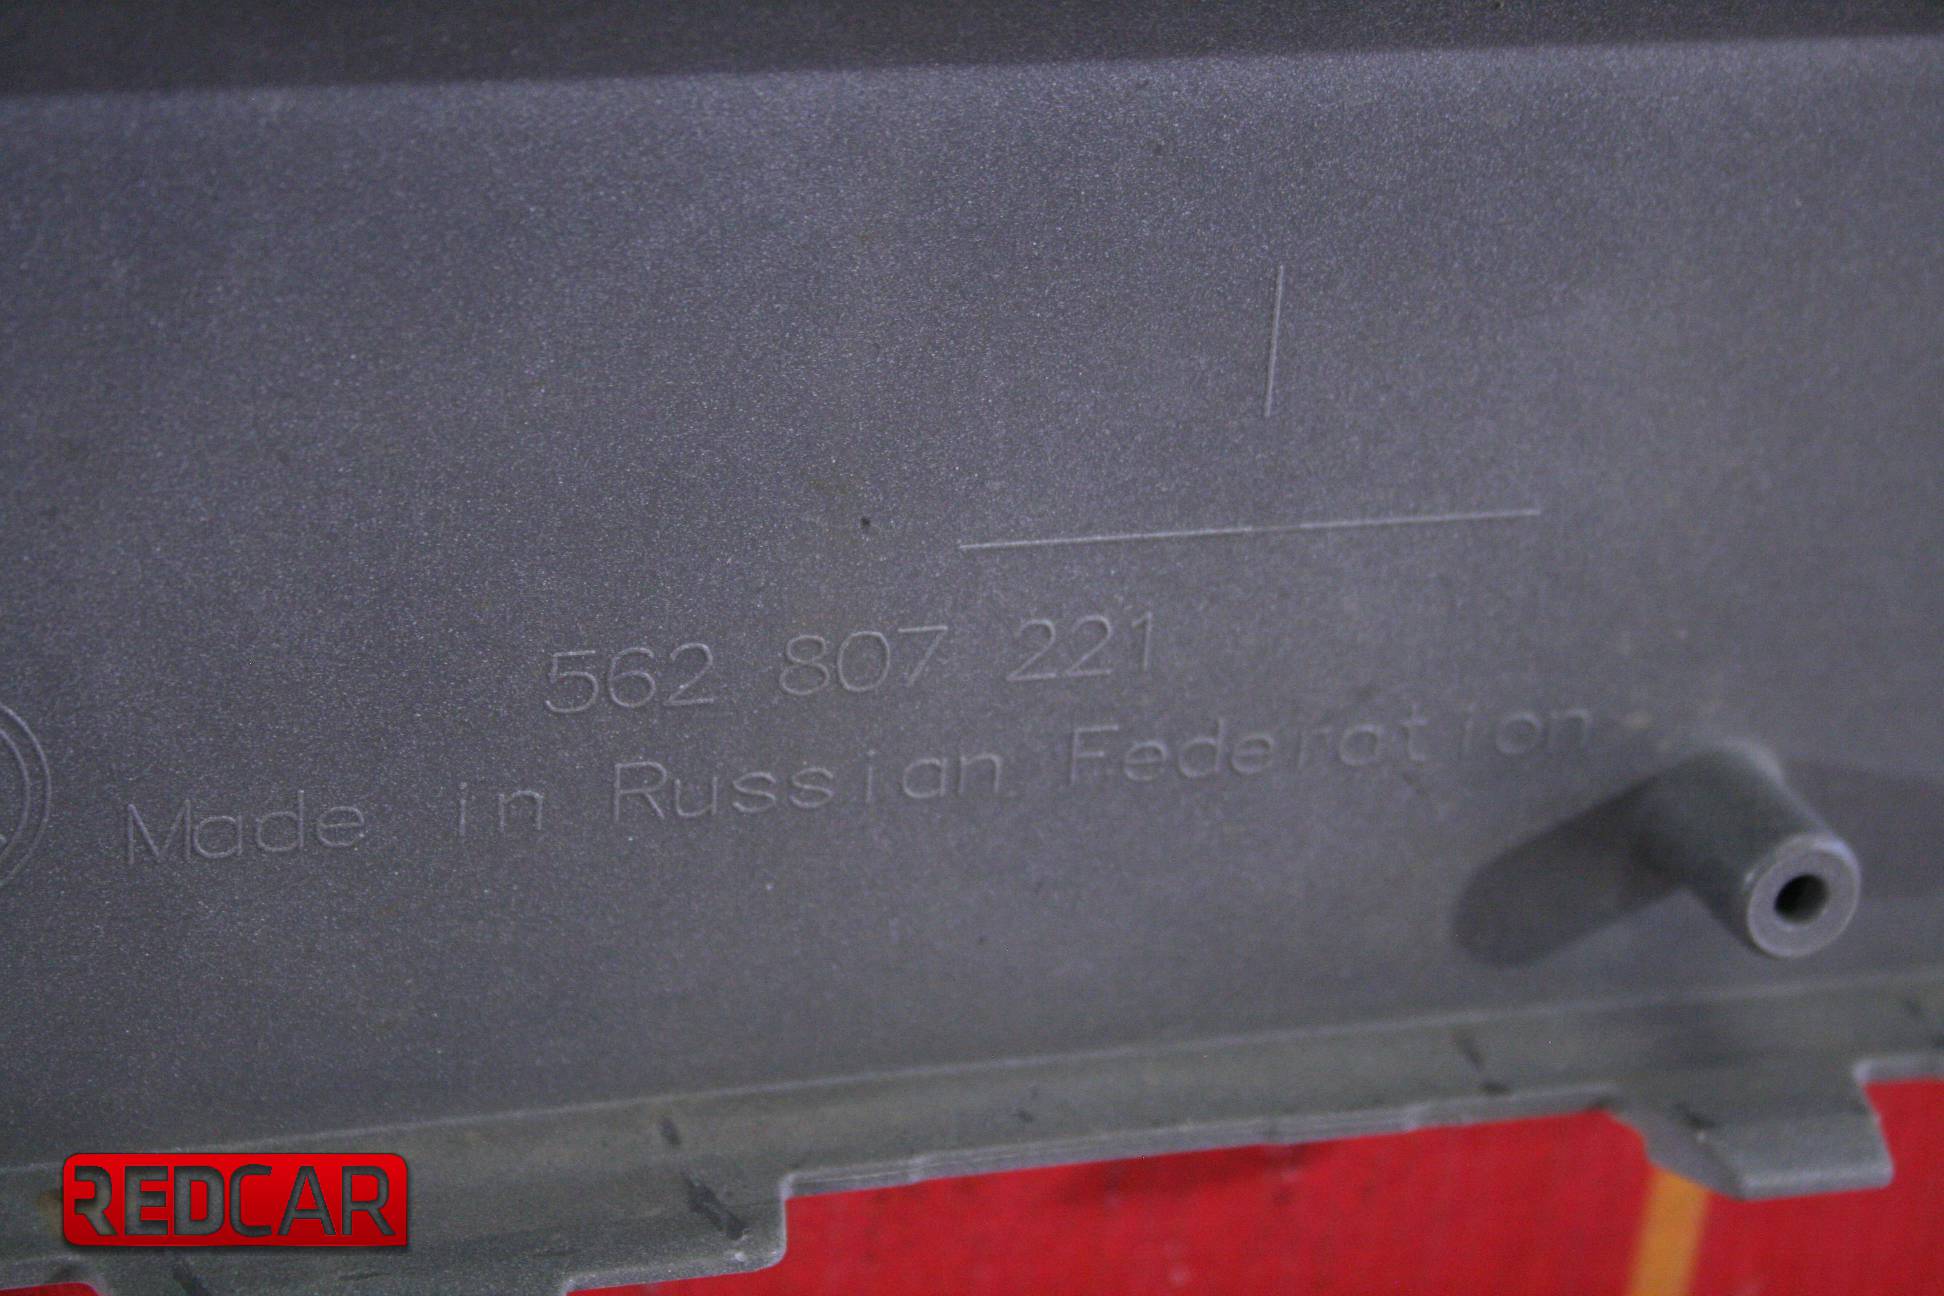 562 807 221
Made in Russian Federation
REDCAR